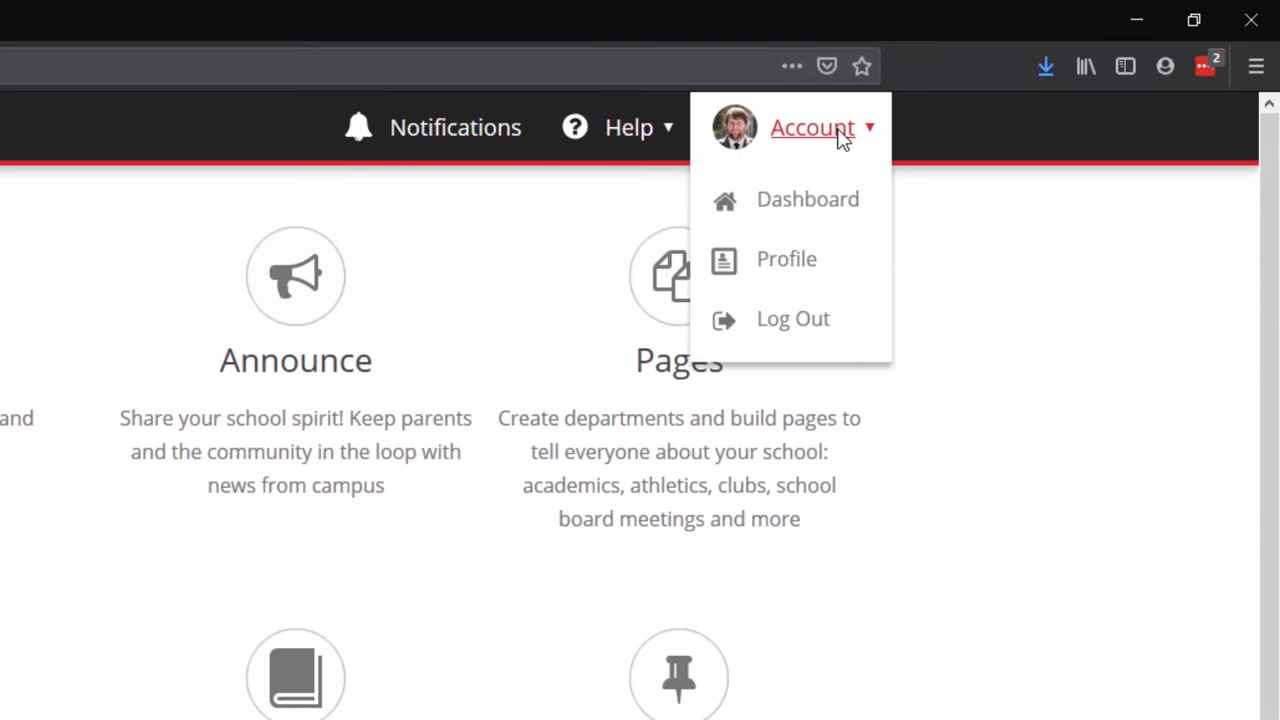 2
Notifications
Help
Account
Dashboard
Profile
Log Out
Announce
Pages
and
Share your school spirit! Keep parents
and the community in the loop with
news from campus
Create departments and build pages to
tell everyone about your school:
academics, athletics, clubs, school
board meetings and more